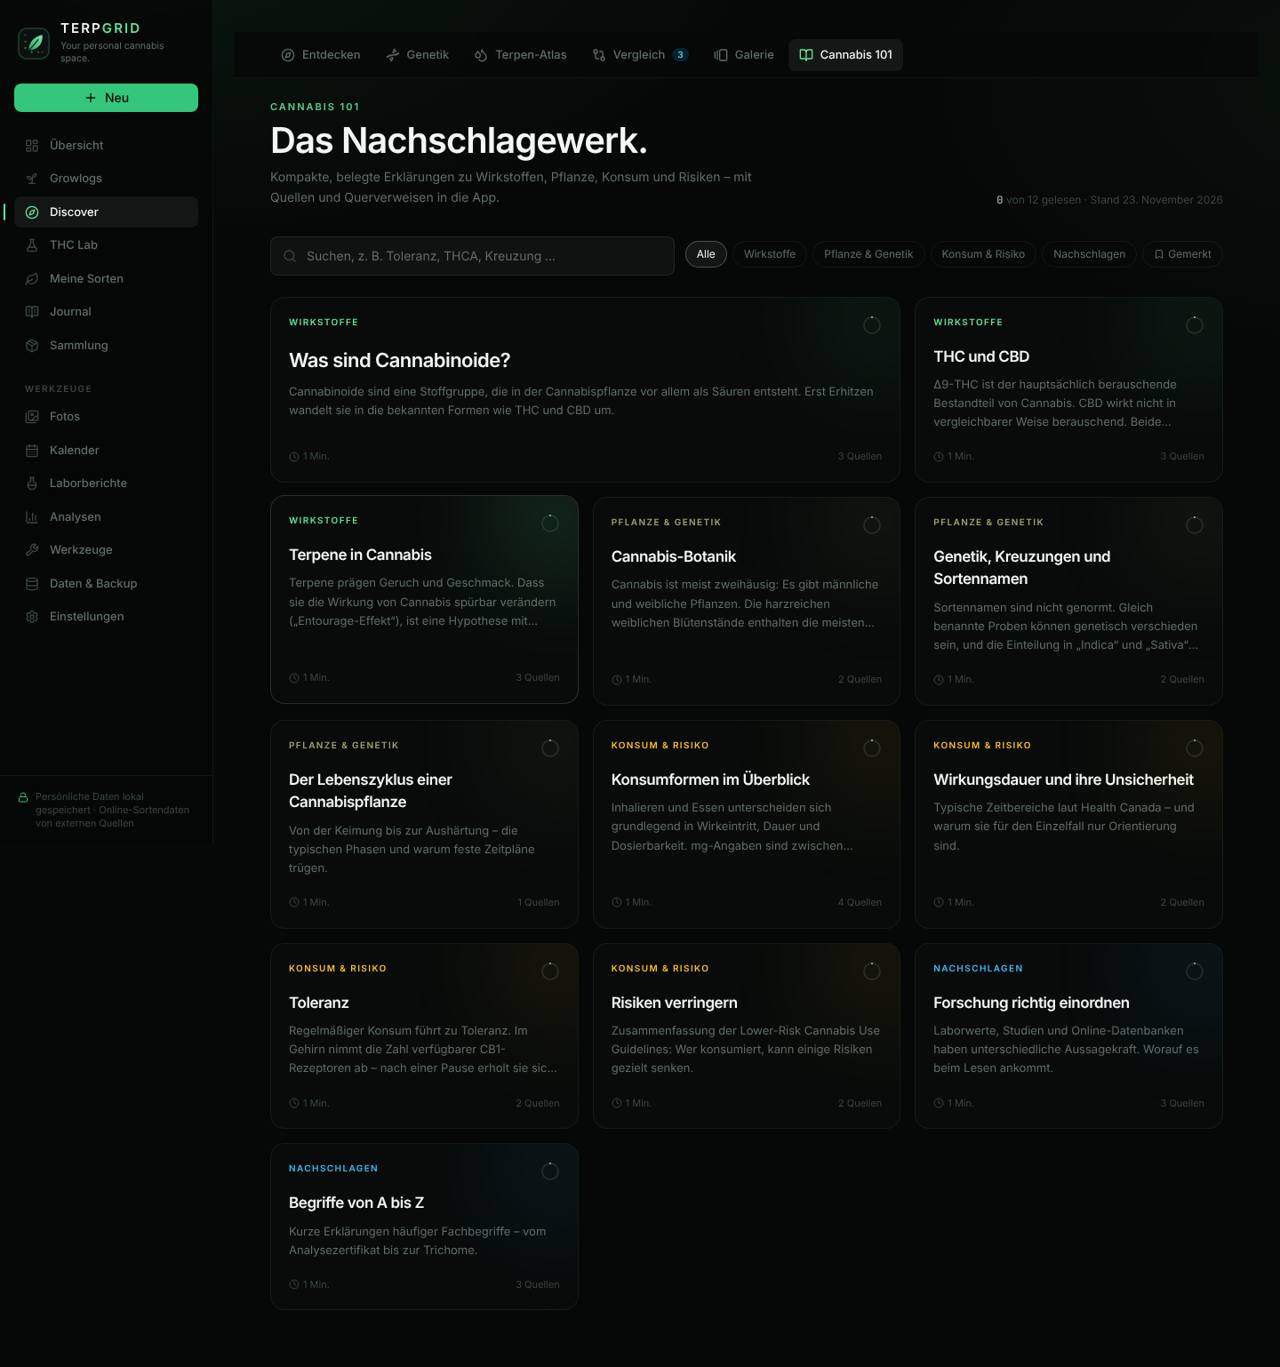 TERPGRID
Your personal cannabis
space.
Neu
Übersicht
Growlogs
Discover
THC Lab
Meine Sorten
Journal
Sammlung
WERKZEUGE
Fotos
Kalender
Laborberichte
Analysen
Werkzeuge
Daten & Backup
Einstellungen
Persönliche Daten lokal
gespeichert · Online-Sortendaten
von externen Quellen
Entdecken
Genetik
Terpen-Atlas
Vergleich 3
Galerie
Cannabis 101
CANNABIS 101
Das Nachschlagewerk.
Kompakte, belegte Erklärungen zu Wirkstoffen, Pflanze, Konsum und Risiken – mit
Quellen und Querverweisen in die App.
0 von 12 gelesen · Stand 23. November 2026
Suchen, z. B. Toleranz, THCA, Kreuzung ...
Alle
Wirkstoffe
Pflanze & Genetik
Konsum & Risiko
Nachschlagen
Gemerkt
WIRKSTOFFE
Was sind Cannabinoide?
Cannabinoide sind eine Stoffgruppe, die in der Cannabispflanze vor allem als Säuren entsteht. Erst Erhitzen
wandelt sie in die bekannten Formen wie THC und CBD um.
1 Min.
3 Quellen
WIRKSTOFFE
THC und CBD
Δ9-THC ist der hauptsächlich berauschende
Bestandteil von Cannabis. CBD wirkt nicht in
vergleichbarer Weise berauschend. Beide...
1 Min.
3 Quellen
WIRKSTOFFE
Terpene in Cannabis
Terpene prägen Geruch und Geschmack. Dass
sie die Wirkung von Cannabis spürbar verändern
(„Entourage-Effekt“), ist eine Hypothese mit...
1 Min.
3 Quellen
PFLANZE & GENETIK
Cannabis-Botanik
Cannabis ist meist zweihäusig: Es gibt männliche
und weibliche Pflanzen. Die harzreichen
weiblichen Blütenstände enthalten die meisten...
1 Min.
2 Quellen
PFLANZE & GENETIK
Genetik, Kreuzungen und
Sortennamen
Sortennamen sind nicht genormt. Gleich
benannte Proben können genetisch verschieden
sein, und die Einteilung in „Indica“ und „Sativa“...
1 Min.
2 Quellen
PFLANZE & GENETIK
Der Lebenszyklus einer
Cannabispflanze
Von der Keimung bis zur Aushärtung – die
typischen Phasen und warum feste Zeitpläne
trügen.
1 Min.
1 Quellen
KONSUM & RISIKO
Konsumformen im Überblick
Inhalieren und Essen unterscheiden sich
grundlegend in Wirkeintritt, Dauer und
Dosierbarkeit. mg-Angaben sind zwischen...
1 Min.
4 Quellen
KONSUM & RISIKO
Wirkungsdauer und ihre Unsicherheit
Typische Zeitbereiche laut Health Canada – und
warum sie für den Einzelfall nur Orientierung
sind.
1 Min.
2 Quellen
KONSUM & RISIKO
Toleranz
Regelmäßiger Konsum führt zu Toleranz. Im
Gehirn nimmt die Zahl verfügbarer CB1-
Rezeptoren ab – nach einer Pause erholt sie sic...
1 Min.
2 Quellen
KONSUM & RISIKO
Risiken verringern
Zusammenfassung der Lower-Risk Cannabis Use
Guidelines: Wer konsumiert, kann einige Risiken
gezielt senken.
1 Min.
2 Quellen
NACHSCHLAGEN
Forschung richtig einordnen
Laborwerte, Studien und Online-Datenbanken
haben unterschiedliche Aussagekraft. Worauf es
beim Lesen ankommt.
1 Min.
3 Quellen
NACHSCHLAGEN
Begriffe von A bis Z
Kurze Erklärungen häufiger Fachbegriffe – vom
Analysezertifikat bis zur Trichome.
1 Min.
3 Quellen